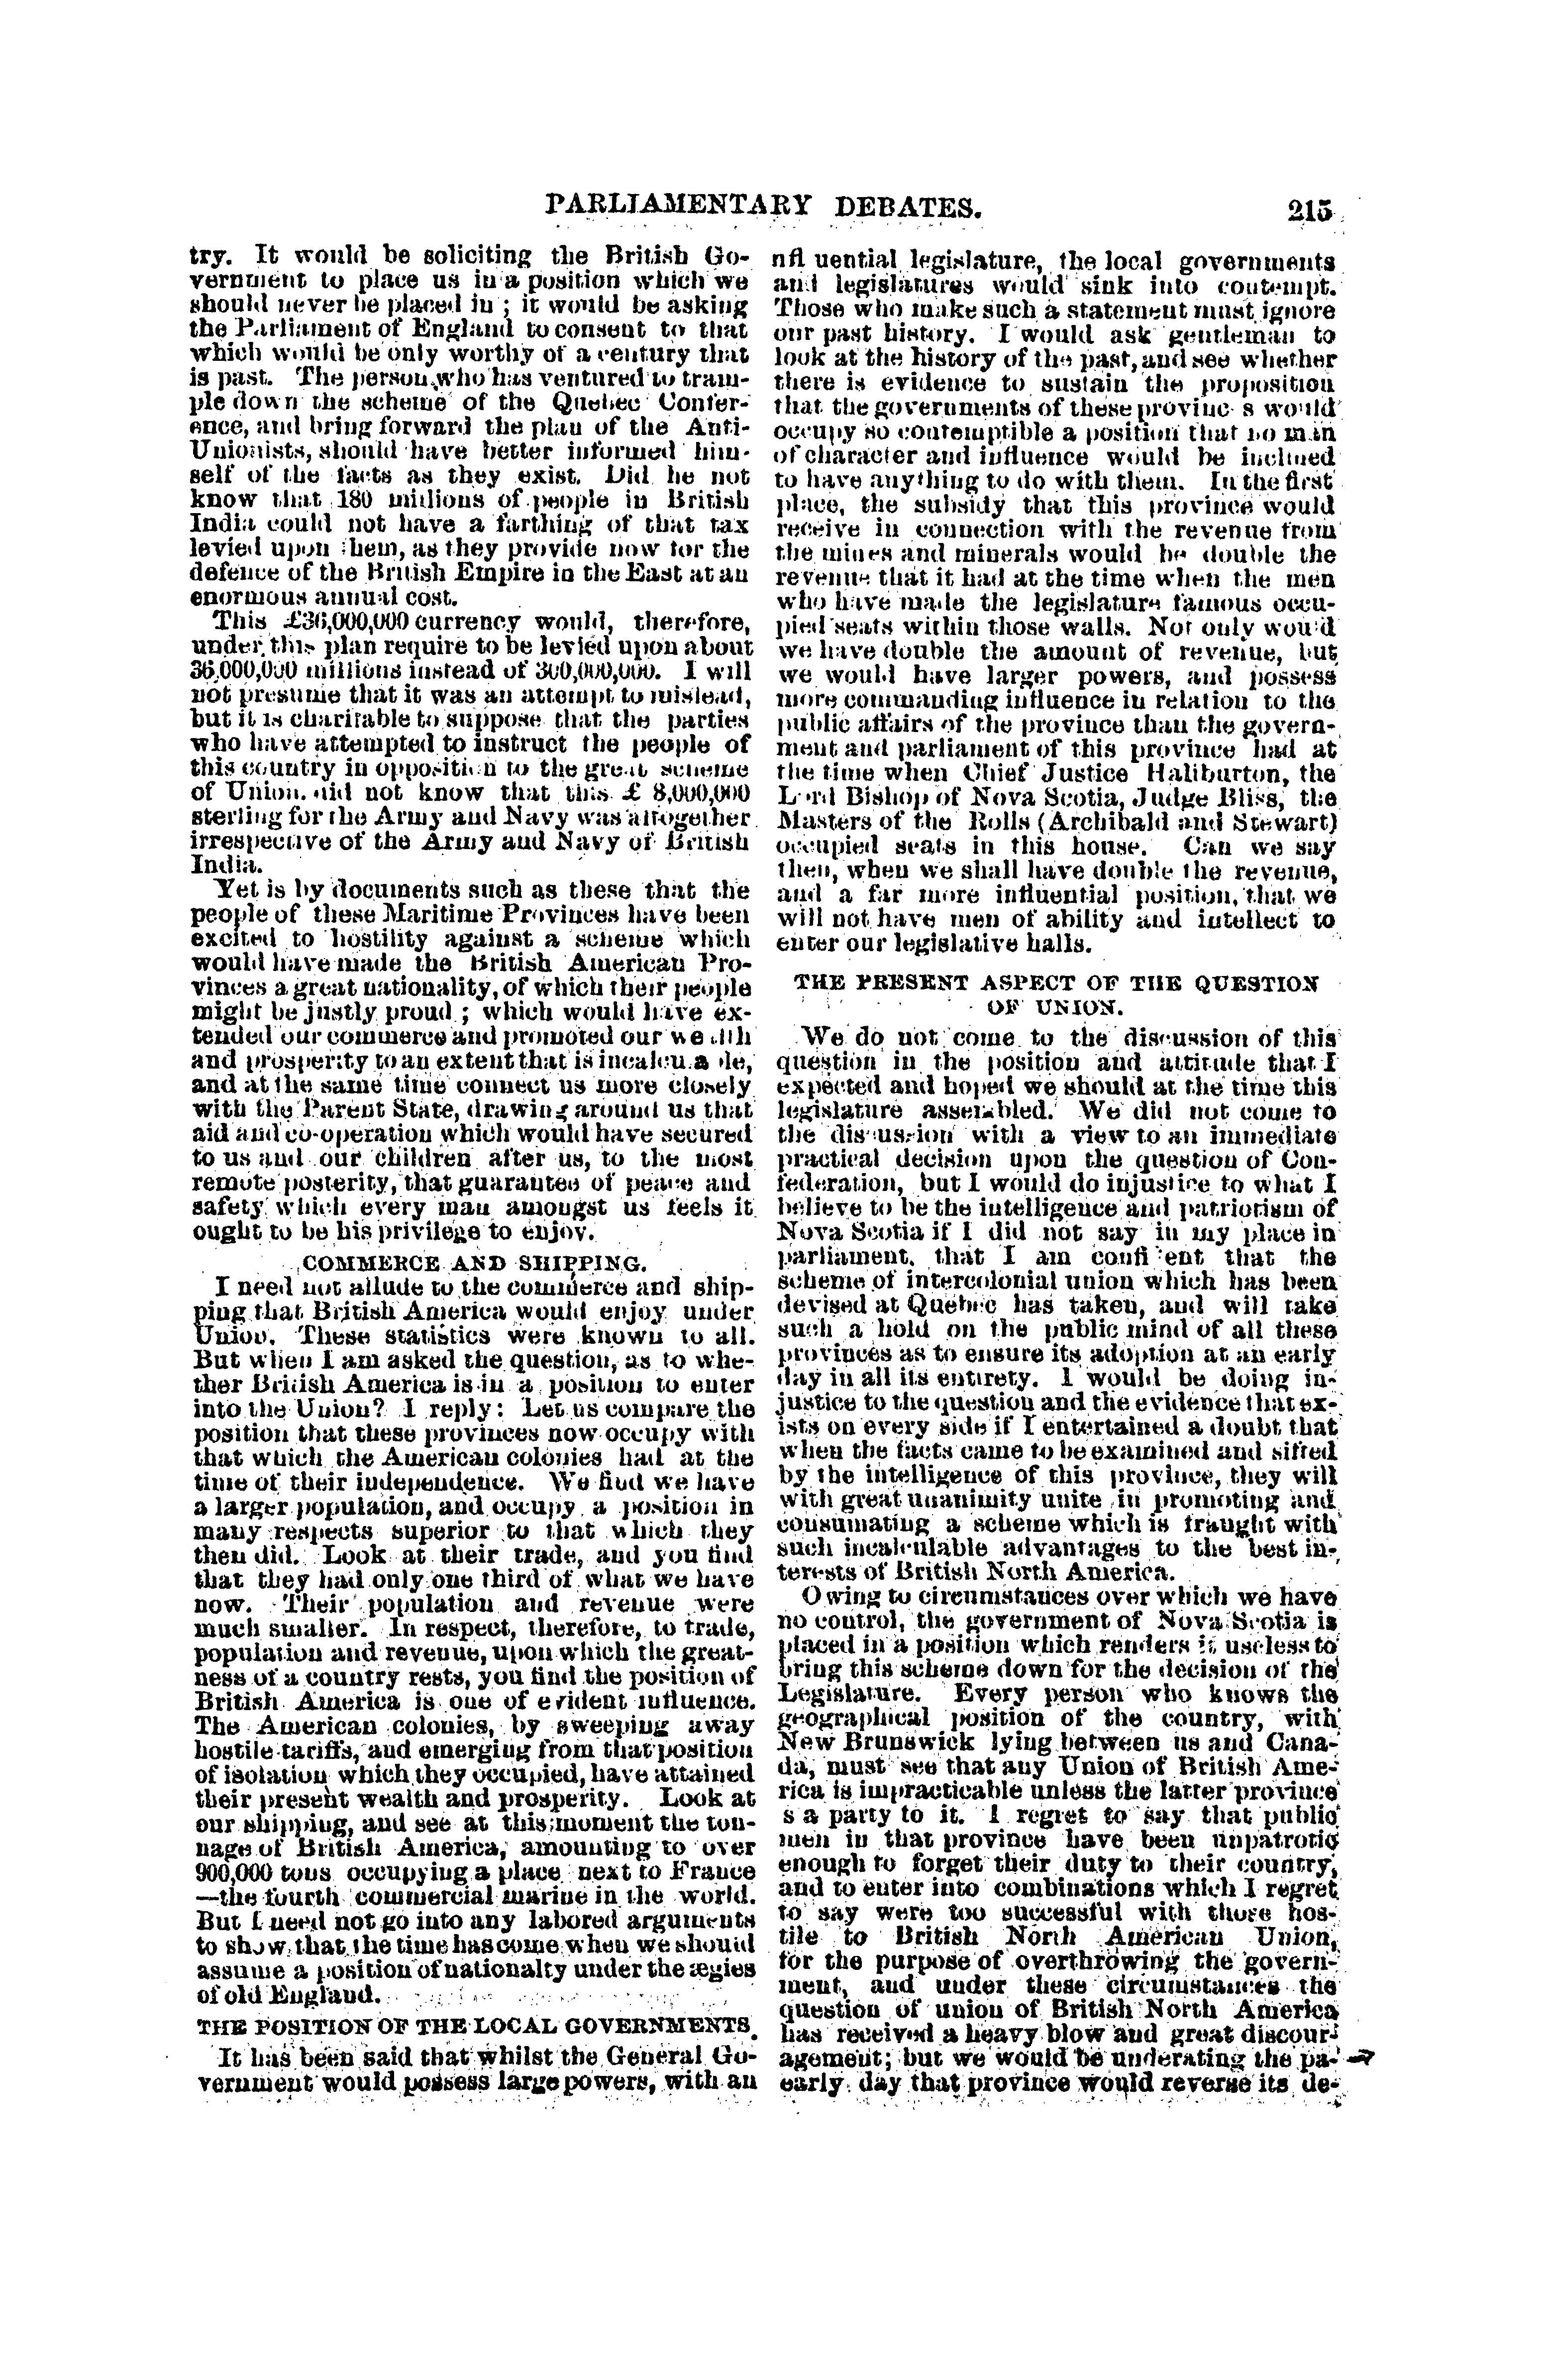 PARLIAMENTARY DEBATES. 215
try. It would be soliciting the British Go-
vernment to place us in a position which we
should never be placed in ; it would be asking
the Parliament of England to consent to that
which would be only worthy of a century that
is past. The person who has ventured to tram-
ple down the scheme of the Quebec Confer-
ence, and bring forward the plan of the Anti-
Unionists, should have better informed him-
self of the facts as they exist. Did he not
know that 180 millions of people in British
India could not have a farthing of that tax
levied upon them, as they provide now for the
defence of the British Empire in the East at an
enormous annual cost.
This £36,000,000 currency would, therefore,
under this plan require to be levied upon about
36,000,000 millions instead of 300,000,000. I will
not presume that it was an attempt to mislead,
but it is charitable to suppose that the parties
who have attempted to instruct the people of
this country in opposition to the great scheme
of Union, did not know that this £ 8,000,000
sterling for the Army and Navy was altogether
irrespective of the Army and Navy of British
India.
Yet is by documents such as these that the
people of these Maritime Provinces have been
excited to hostility against a scheme which
would have made the British American Pro-
vinces a great nationality, of which their people
might be justly proud ; which would have ex-
tended our commerce and promoted our wealth
and prosperity to an extent that is incalcu.a le,
and at the same time connect us more closely
with the Parent State, drawing around us that
aid and co-operation which would have secured
to us and our children after us, to the most
remote posterity, that guarantee of peace and
safety which every man amongst us feels it
ought to be his privilege to enjoy.
COMMERCE AND SHIPPING.
I need not allude to the commerce and ship-
ping that British America would enjoy under
Union. These statistics were known to all.
But when I am asked the question, as to whe-
ther British America is in a position to enter
into the Union? I reply: Let us compare the
position that these provinces now occupy with
that which the American colonies had at the
time of their independence. We find we have
a larger population, and occupy a position in
many respects superior to that which they
then did. Look at their trade, and you find
that they had only one third of what we have
now. Their population and revenue were
much smaller. In respect, therefore, to trade,
population and revenue, upon which the great-
ness of a country rests, you find the position of
British America is one of evident influence.
The American colonies, by sweeping away
hostile tariffs, and emerging from that position
of isolation which they occupied, have attained
their present wealth and prosperity. Look at
our shipping, and see at this moment the ton-
nage of British America, amounting to over
900,000 tons occupying a place next to France
—the fourth commercial marine in the world.
But I need not go into any labored arguments
to show that the time has come when we should
assume a position of nationalty under the ægies
of old England.
THE POSITION OF THE LOCAL GOVERNMENTS.
It has been said that whilst the General Go-
vernment would possess large powers, with an
nfl uential legislature, the local governments
and legislatures would sink into contempt.
Those who make such a statement must ignore
our past history. I would ask gentleman to
look at the history of the past, and see whether
there is evidence to sustain the proposition
that the governments of these provinc s would
occupy so contemptible a position that no man
of character and influence would be inclined
to have anything to do with them. In the first
place, the subsidy that this province would
receive in connection with the revenue from
the mines and minerals would be double the
revenue that it had at the time when the men
who have made the legislature famous occu-
pied seats within those walls. Not only would
we have double the amount of revenue, but
we would have larger powers, and possess
more commanding influence in relation to the
public affairs of the province than the govern-
ment and parliament of this province had at
the time when Chief Justice Haliburton, the
Lord Bishop of Nova Scotia, Judge Bliss, the
Masters of the Rolls (Archibald and Stewart)
occupied seats in this house. Can we say
then, when we shall have double the revenue,
and a far more influential position, that we
will not have men of ability and intellect to
enter our legislative halls.
THE PRESENT ASPECT OF THE QUESTION
OF UNION.
We do not come to the discussion of this
question in the position and attitude that I
expected and hoped we should at the time this
legislature assembled. We did not come to
the discussion with a view to an immediate
practical decision upon the question of Con-
federation, but I would do injustice to what I
believe to be the intelligence and patriotism of
Nova Scotia if I did not say in my place in
parliament, that I am confi ent that the
scheme of intercolonial union which has been
devised at Quebec has taken, and will take
such a hold on the public mind of all these
provinces as to ensure its adoption at an early
day in all its entirety. I would be doing in-
justice to the question and the evidence that ex-
ists on every side if I entertained a doubt that
when the facts came to be examined and sifted
by the intelligence of this province, they will
with great unanimity unite in promoting and
consumating a scheme which is fraught with
such incalculable advantages to the best in-
terests of British North America.
Owing to circumstances over which we have
no control, the government of Nova Scotia is
placed in a position which renders it useless to
bring this scheme down for the decision of the
Legislature. Every person who knows the
geographical position of the country, with
New Brunswick lying between us and Cana-
da, must see that any Union of British Ame-
rica is impracticable unless the latter province
s a party to it. I regret to say that public
men in that province have been unpatrotic
enough to forget their duty to their country,
and to enter into combinations which I regret
to say were too successful with those hos-
tile to British North American Union,
for the purpose of overthrowing the govern-
ment, and under these circumstances the
question of union of British North America
has received a heavy blow and great discour-
agement; but we would be underating the pa-
early day that province would reverse its de-